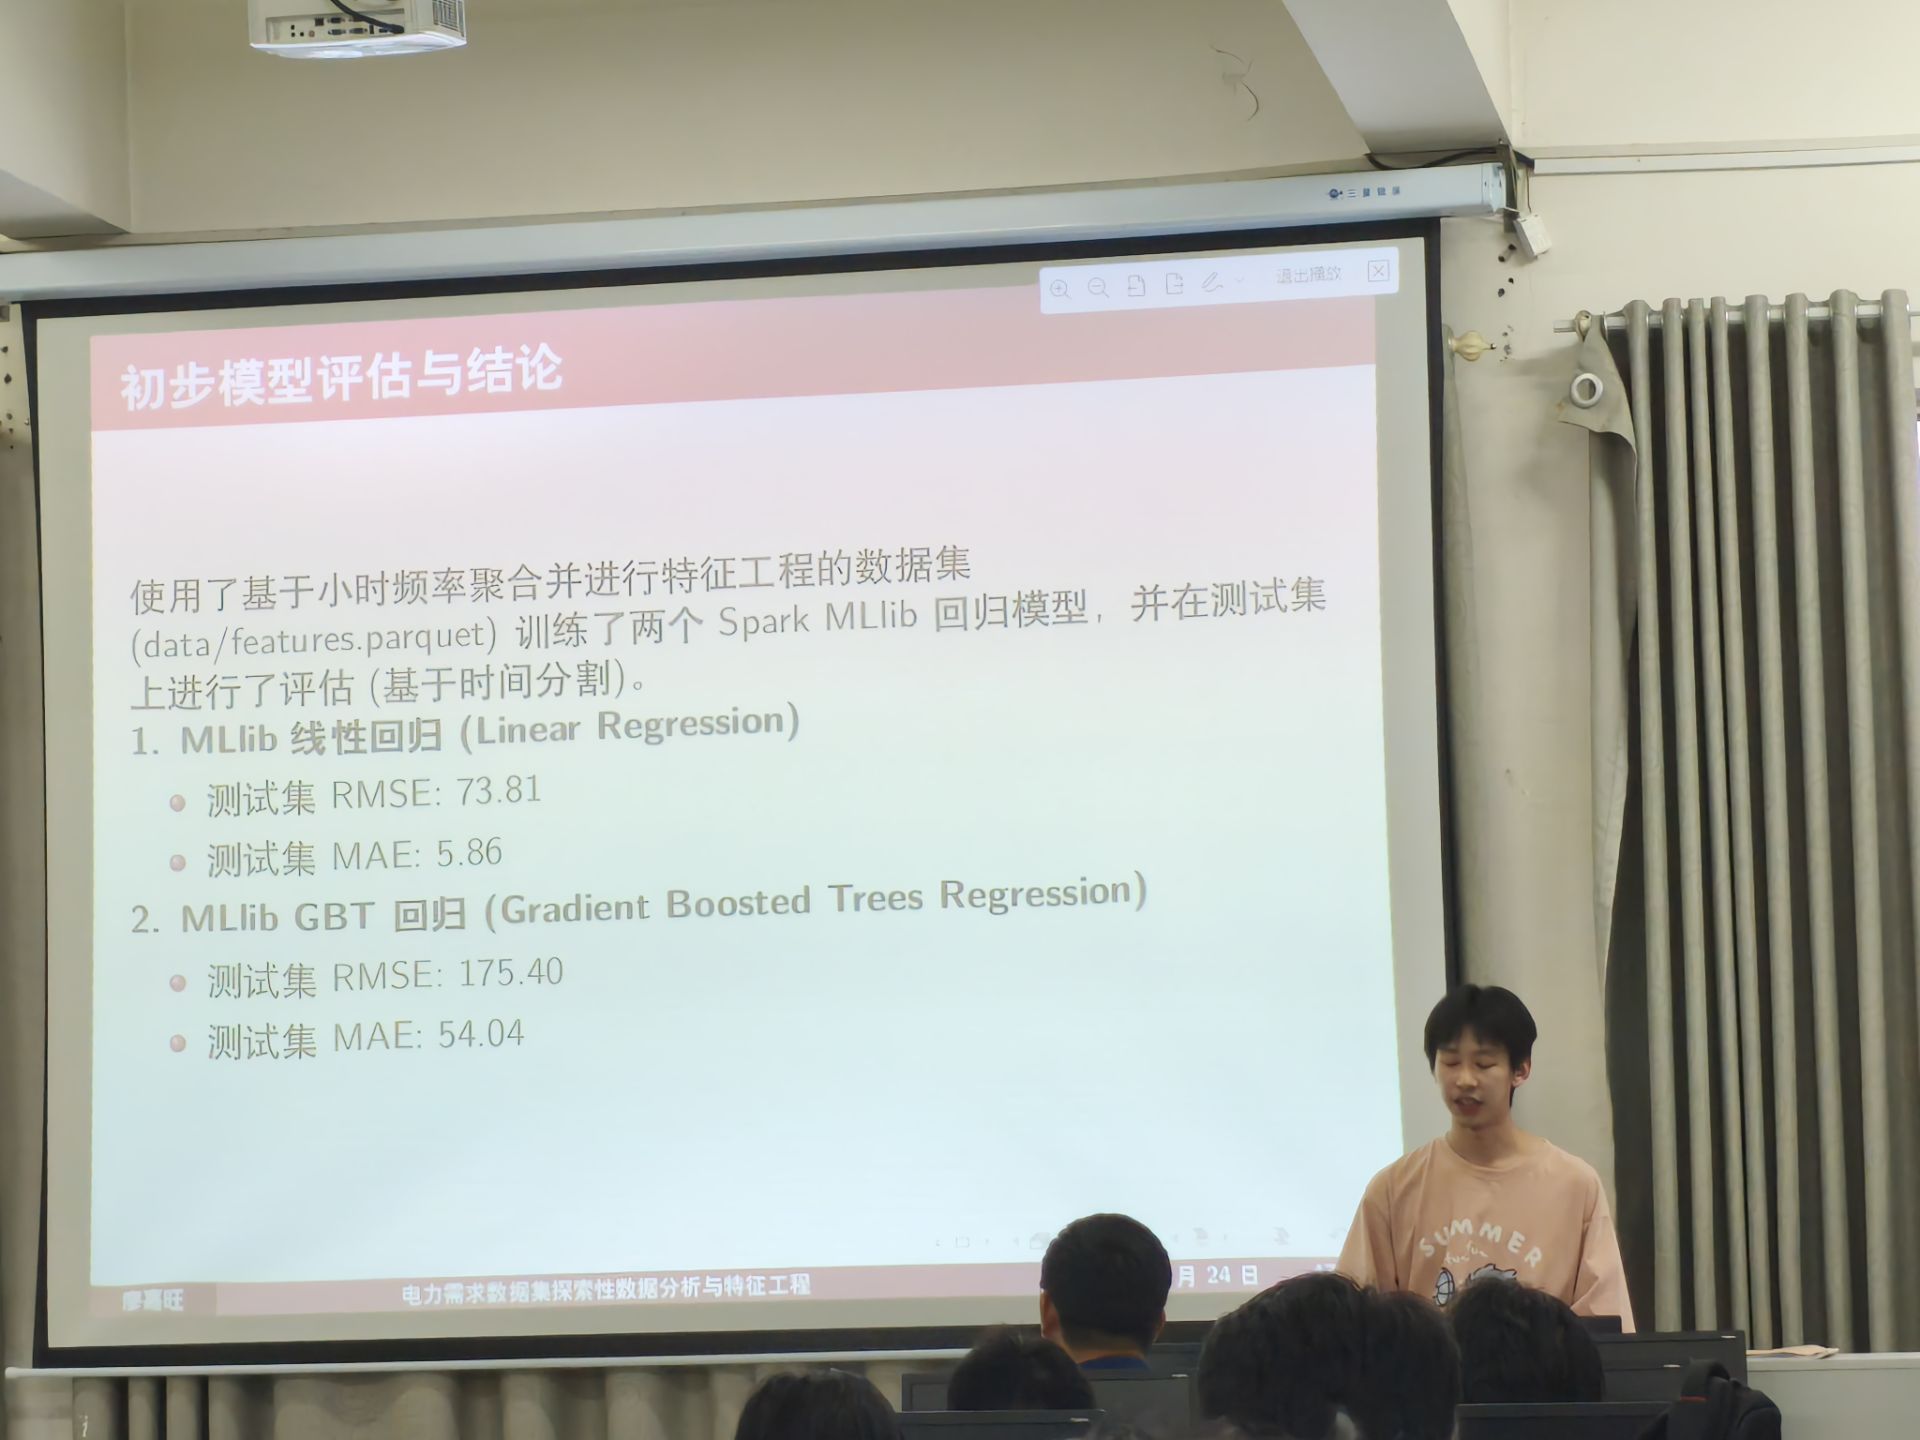 退出播放
初步模型评估与结论
使用了基于小时频率聚合并进行特征工程的数据集
(data/features.parquet) 训练了两个 Spark MLlib 回归模型，并在测试集
上进行了评估 (基于时间分割)。
1. MLlib 线性回归 (Linear Regression)
测试集 RMSE: 73.81
测试集 MAE: 5.86
2. MLlib GBT 回归 (Gradient Boosted Trees Regression)
测试集 RMSE: 175.40
测试集 MAE: 54.04
电力需求数据集探索性数据分析与特征工程
月 24 日
SUMMER